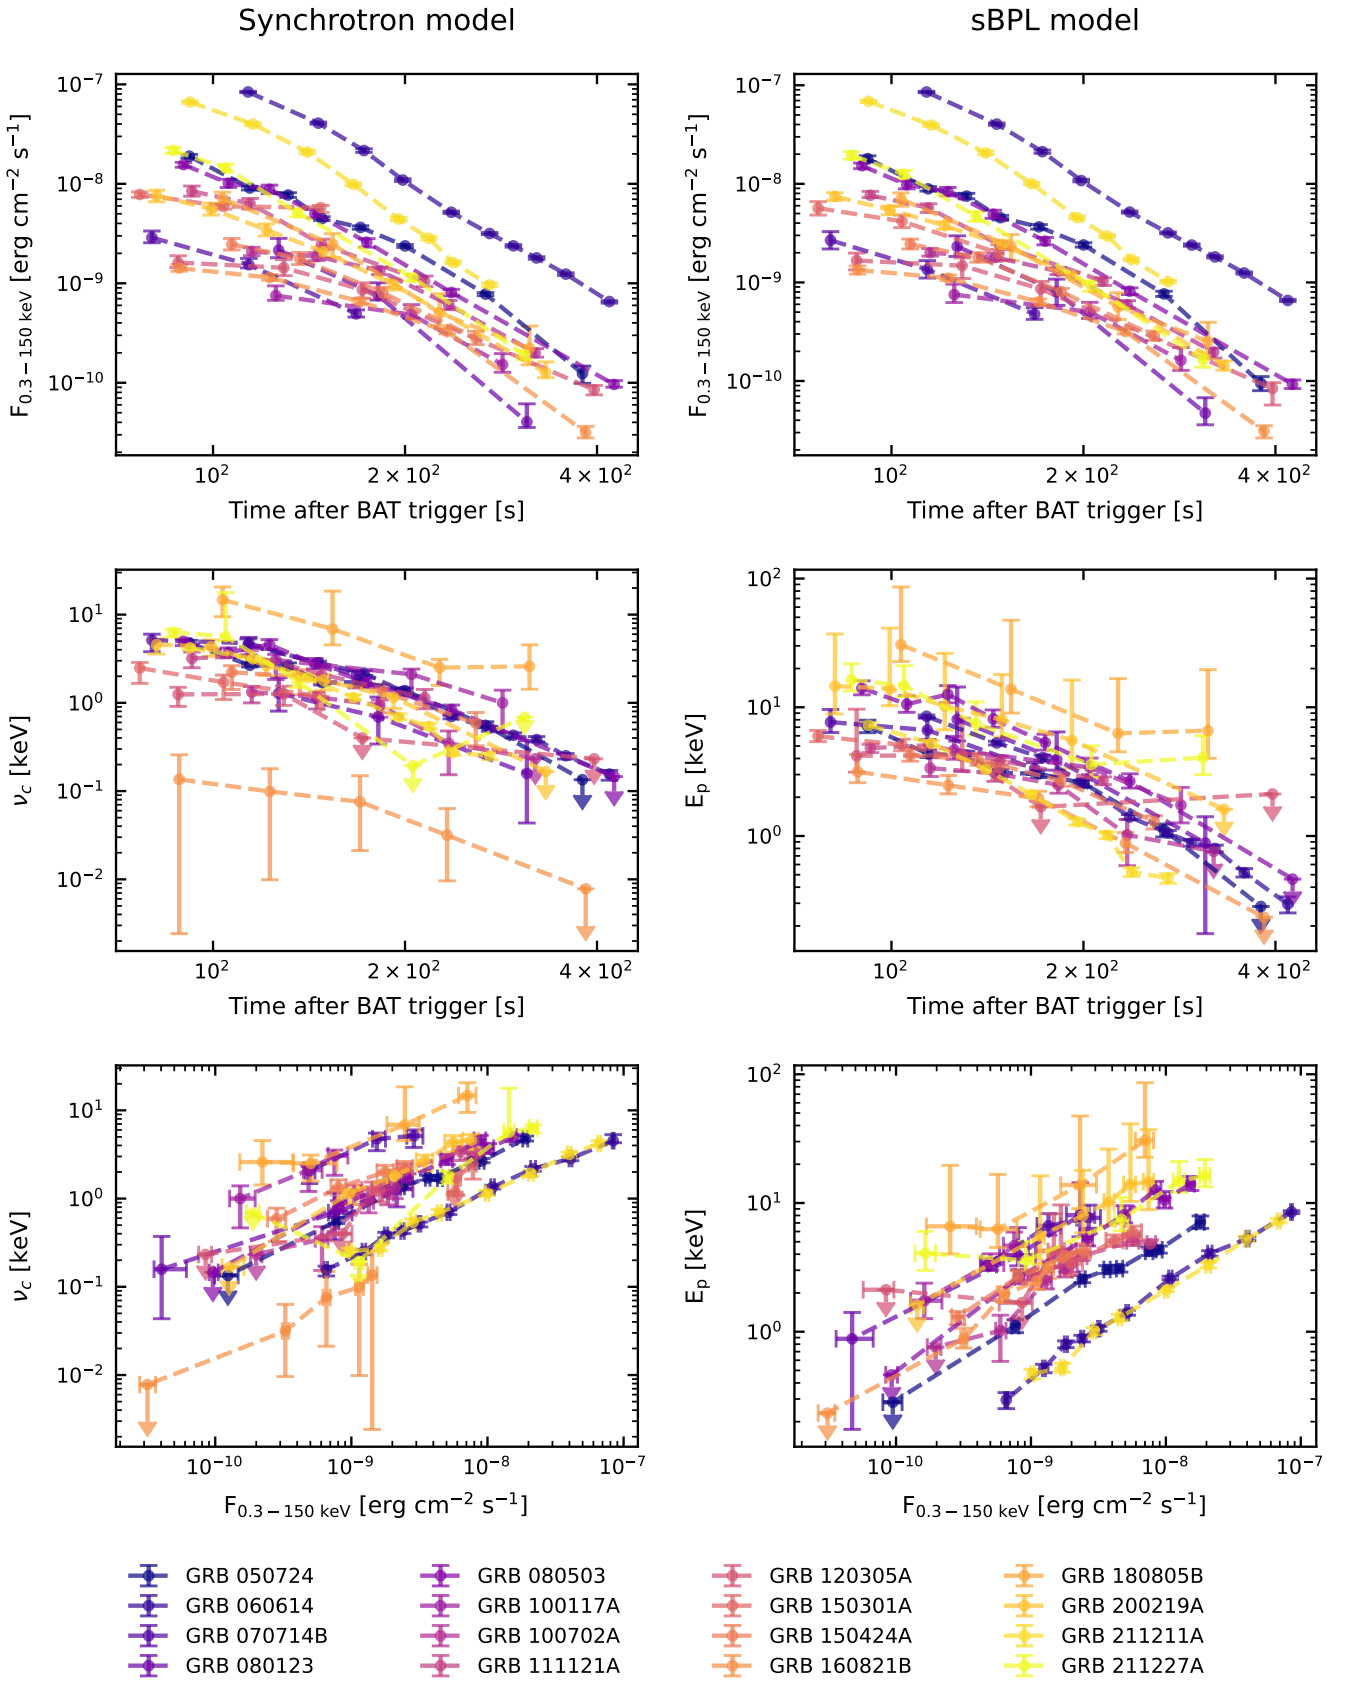 Synchrotron model
sBPL model
10⁻⁷
10⁻⁸
10⁻⁹
10⁻¹⁰
F₀.₃₋₁₅₀ keV [erg cm⁻² s⁻¹]
10²
2 × 10²
4 × 10²
Time after BAT trigger [s]
10⁻⁷
10⁻⁸
10⁻⁹
10⁻¹⁰
F₀.₃₋₁₅₀ keV [erg cm⁻² s⁻¹]
10²
2 × 10²
4 × 10²
Time after BAT trigger [s]
10¹
10⁰
10⁻¹
10⁻²
ν_c [keV]
10²
2 × 10²
4 × 10²
Time after BAT trigger [s]
10²
10¹
10⁰
E_p [keV]
10²
2 × 10²
4 × 10²
Time after BAT trigger [s]
10¹
10⁰
10⁻¹
10⁻²
ν_c [keV]
10⁻¹⁰
10⁻⁹
10⁻⁸
10⁻⁷
F₀.₃₋₁₅₀ keV [erg cm⁻² s⁻¹]
10²
10¹
10⁰
E_p [keV]
10⁻¹⁰
10⁻⁹
10⁻⁸
10⁻⁷
F₀.₃₋₁₅₀ keV [erg cm⁻² s⁻¹]
GRB 050724
GRB 060614
GRB 070714B
GRB 080123
GRB 080503
GRB 100117A
GRB 100702A
GRB 111121A
GRB 120305A
GRB 150301A
GRB 150424A
GRB 160821B
GRB 180805B
GRB 200219A
GRB 211211A
GRB 211227A